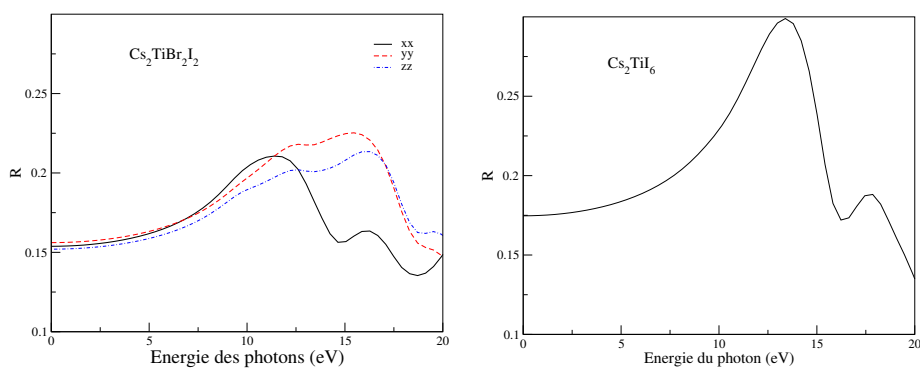 Cs₂TiBr₂I₂
xx
yy
zz
0.25
0.2
0.15
0.1
R
0
5
10
15
20
Energie des photons (eV)
Cs₂TiI₆
0.25
0.2
0.15
0.1
R
0
5
10
15
20
Energie du photon (eV)